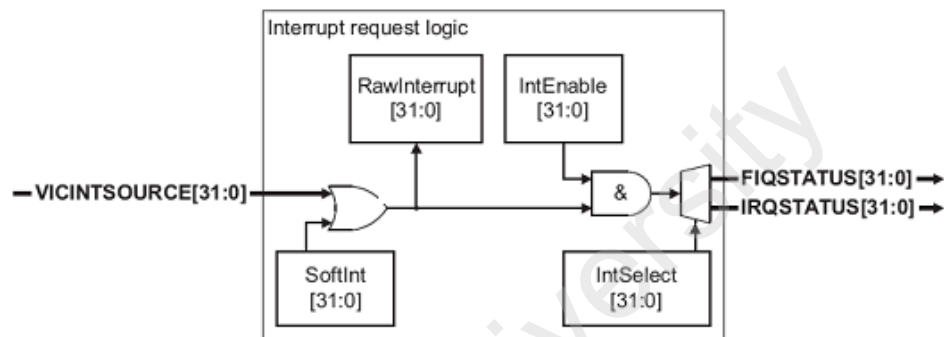 Interrupt request logic
RawInterrupt
[31:0]
IntEnable
[31:0]
VICINTSOURCE[31:0]
&
FIQSTATUS[31:0]
IRQSTATUS[31:0]
SoftInt
[31:0]
IntSelect
[31:0]
iversity